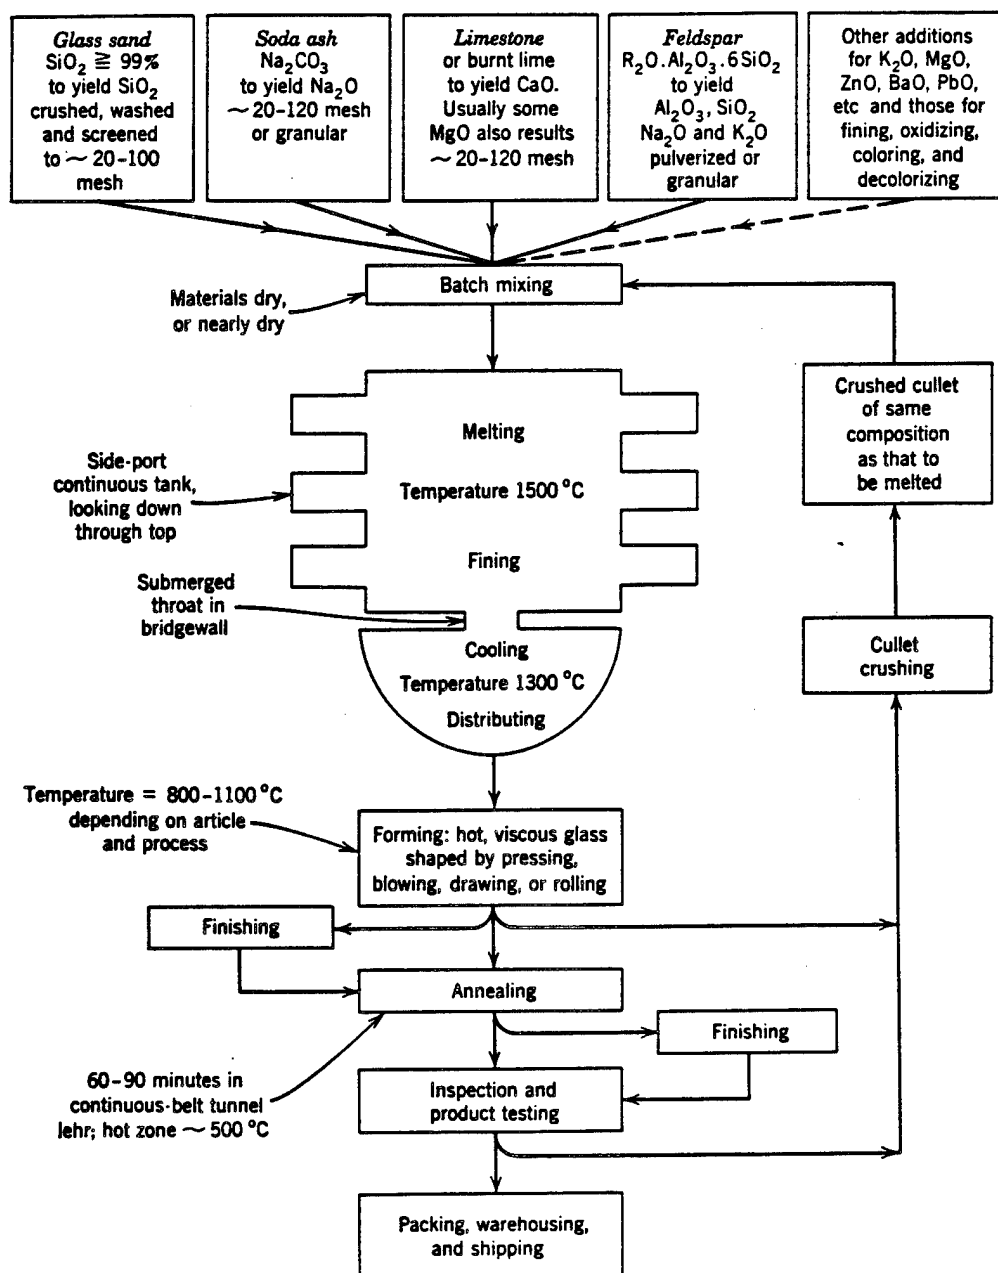 Glass sand
SiO₂ ≧ 99%
to yield SiO₂
crushed, washed
and screened
to ~ 20-100
mesh
Soda ash
Na₂CO₃
to yield Na₂O
~ 20-120 mesh
or granular
Limestone
or burnt lime
to yield CaO.
Usually some
MgO also results
~ 20-120 mesh
Feldspar
R₂O.Al₂O₃.6SiO₂
to yield
Al₂O₃, SiO₂
Na₂O and K₂O
pulverized or
granular
Other additions
for K₂O, MgO,
ZnO, BaO, PbO,
etc and those for
fining, oxidizing,
coloring, and
decolorizing
Batch mixing
Materials dry,
or nearly dry
Crushed cullet
of same
composition
as that to
be melted
Melting
Side-port
continuous tank,
looking down
through top
Temperature 1500 °C
Fining
Submerged
throat in
bridgewall
Cooling
Temperature 1300 °C
Distributing
Cullet
crushing
Temperature = 800-1100 °C
depending on article
and process
Forming: hot, viscous glass
shaped by pressing,
blowing, drawing, or rolling
Finishing
Annealing
Finishing
60-90 minutes in
continuous-belt tunnel
lehr; hot zone ~ 500 °C
Inspection and
product testing
Packing, warehousing,
and shipping